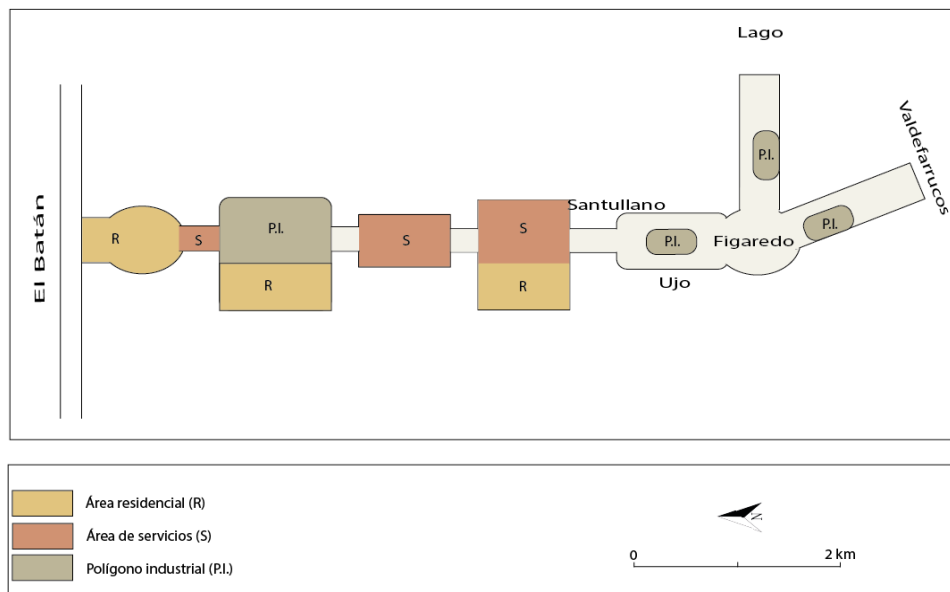 Lago
Valdefarrucos
P.I.
Santullano
P.I.
P.I.
S
R
S
S
P.I.
Figaredo
R
R
Ujo
El Batán
Área residencial (R)
Área de servicios (S)
Polígono industrial (P.I.)
N
0
2 km